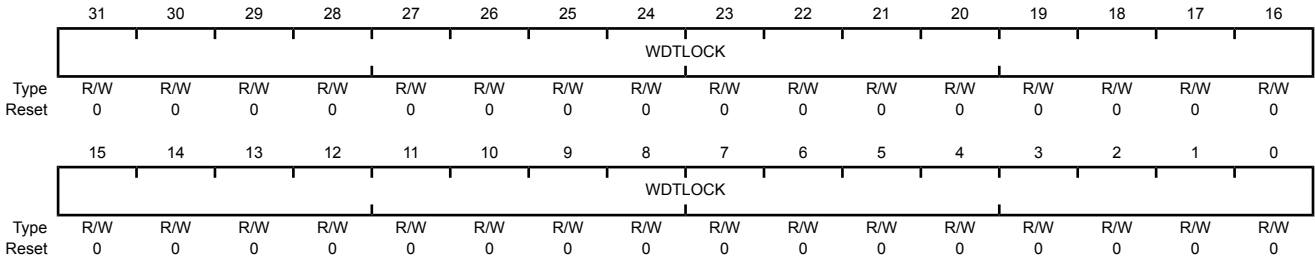 31 30 29 28 27 26 25 24 23 22 21 20 19 18 17 16
WDTLOCK
Type R/W R/W R/W R/W R/W R/W R/W R/W R/W R/W R/W R/W R/W R/W R/W R/W
Reset 0 0 0 0 0 0 0 0 0 0 0 0 0 0 0 0
15 14 13 12 11 10 9 8 7 6 5 4 3 2 1 0
WDTLOCK
Type R/W R/W R/W R/W R/W R/W R/W R/W R/W R/W R/W R/W R/W R/W R/W R/W
Reset 0 0 0 0 0 0 0 0 0 0 0 0 0 0 0 0